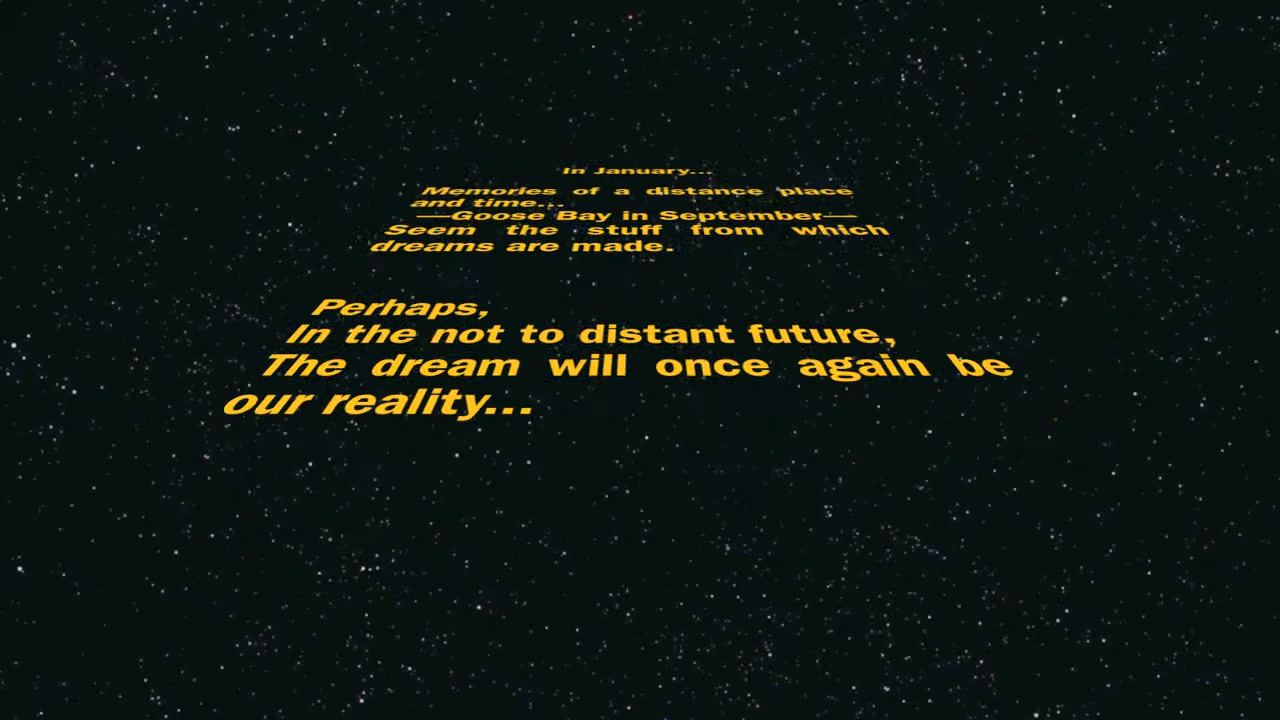 In January...
Memories of a distance place
and time...
—Goose Bay in September—
Seem the stuff from which
dreams are made.
Perhaps,
In the not to distant future,
The dream will once again be
our reality...